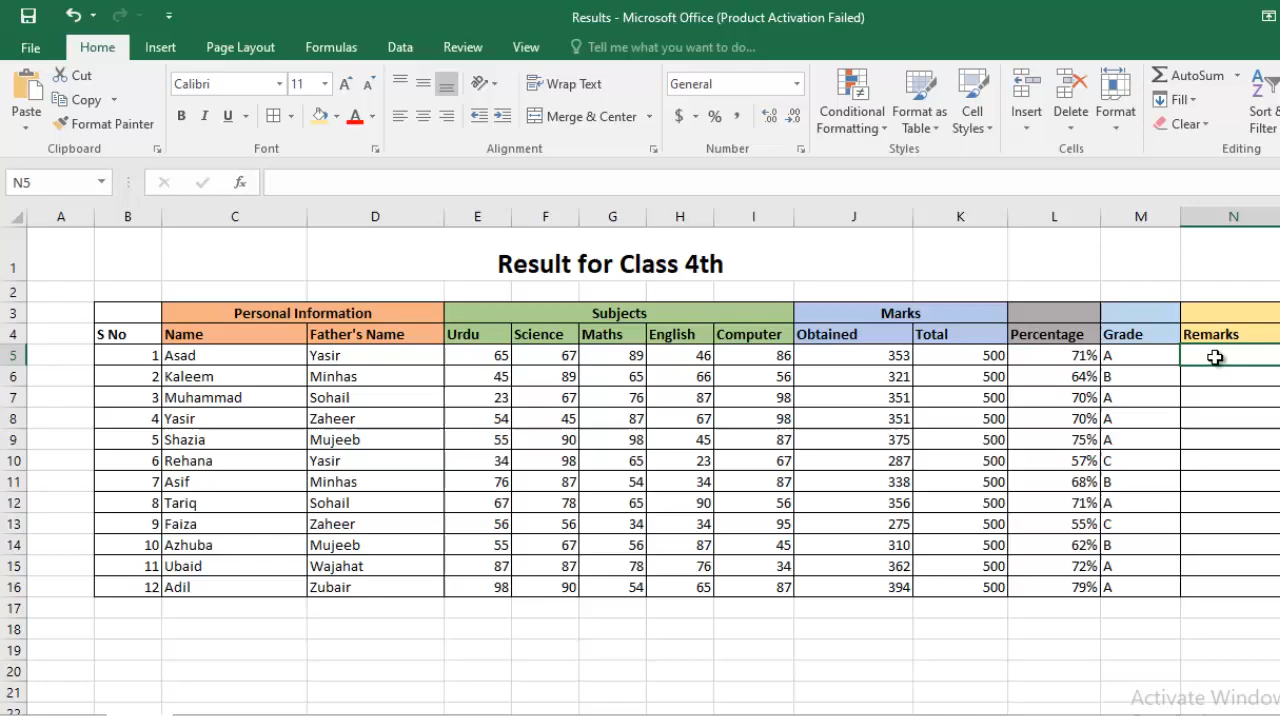 Results - Microsoft Office (Product Activation Failed)
File Home Insert Page Layout Formulas Data Review View Tell me what you want to do...
Paste Cut Copy Format Painter Clipboard
Calibri 11 B I U A Font
Wrap Text Merge & Center Alignment
General $ % , Number
Conditional Formatting Format as Table Cell Styles Styles
Insert Delete Format Cells
AutoSum Fill Clear Sort & Filter Editing
N5 fx
A B C D E F G H I J K L M N
1 Result for Class 4th
2
3 Personal Information Subjects Marks
4 S No Name Father's Name Urdu Science Maths English Computer Obtained Total Percentage Grade Remarks
5 1 Asad Yasir 65 67 89 46 86 353 500 71% A
6 2 Kaleem Minhas 45 89 65 66 56 321 500 64% B
7 3 Muhammad Sohail 23 67 76 87 98 351 500 70% A
8 4 Yasir Zaheer 54 45 87 67 98 351 500 70% A
9 5 Shazia Mujeeb 55 90 98 45 87 375 500 75% A
10 6 Rehana Yasir 34 98 65 23 67 287 500 57% C
11 7 Asif Minhas 76 87 54 34 87 338 500 68% B
12 8 Tariq Sohail 67 78 65 90 56 356 500 71% A
13 9 Faiza Zaheer 56 56 34 34 95 275 500 55% C
14 10 Azhuba Mujeeb 55 67 56 87 45 310 500 62% B
15 11 Ubaid Wajahat 87 87 78 76 34 362 500 72% A
16 12 Adil Zubair 98 90 54 65 87 394 500 79% A
17
18
19
20
21
22
Activate Window